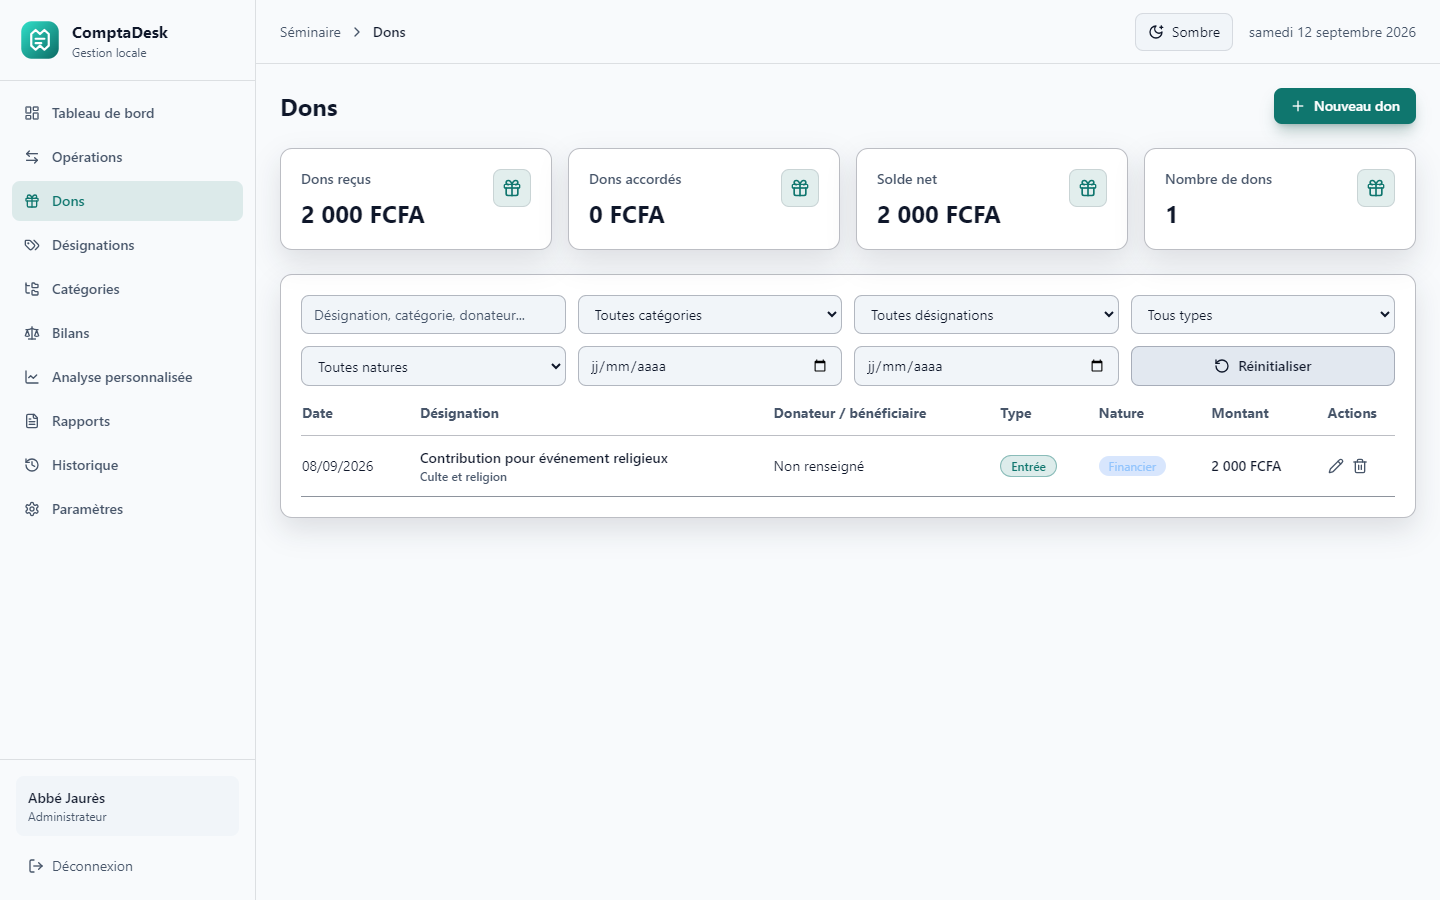 ComptaDesk
Gestion locale
Tableau de bord
Opérations
Dons
Désignations
Catégories
Bilans
Analyse personnalisée
Rapports
Historique
Paramètres
Abbé Jaurès
Administrateur
Déconnexion
Séminaire > Dons
Sombre
samedi 12 septembre 2026
Dons
+ Nouveau don
Dons reçus
2 000 FCFA
Dons accordés
0 FCFA
Solde net
2 000 FCFA
Nombre de dons
1
Désignation, catégorie, donateur...
Toutes catégories
Toutes désignations
Tous types
Toutes natures
jj/mm/aaaa
jj/mm/aaaa
Réinitialiser
Date Désignation Donateur / bénéficiaire Type Nature Montant Actions
08/09/2026 Contribution pour événement religieux Non renseigné Entrée Financier 2 000 FCFA
Culte et religion